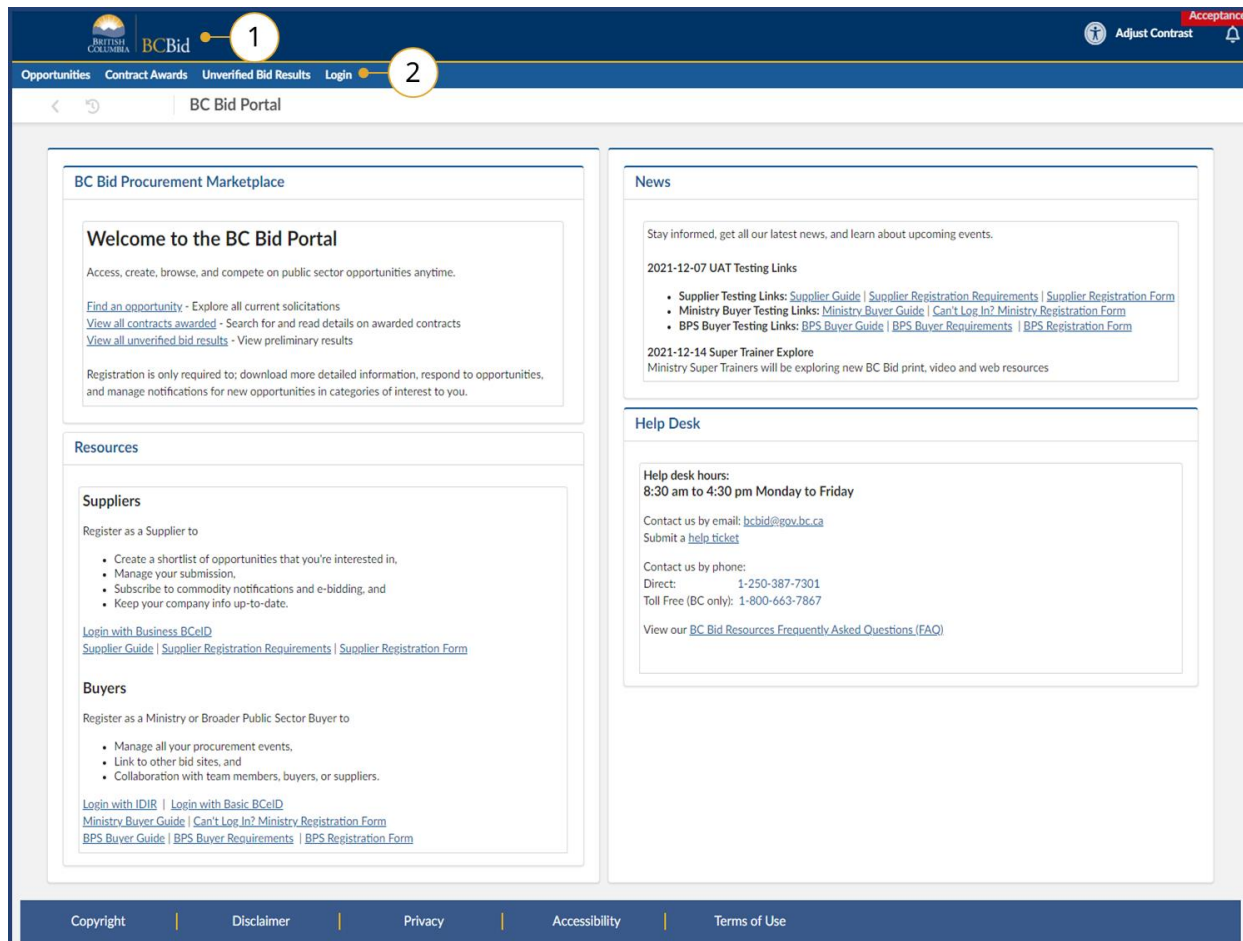 Acceptance
BRITISH
COLUMBIA
BCBid
1
Adjust Contrast
Opportunities Contract Awards Unverified Bid Results Login
2
BC Bid Portal
BC Bid Procurement Marketplace
Welcome to the BC Bid Portal
Access, create, browse, and compete on public sector opportunities anytime.
Find an opportunity - Explore all current solicitations
View all contracts awarded - Search for and read details on awarded contracts
View all unverified bid results - View preliminary results
Registration is only required to; download more detailed information, respond to opportunities,
and manage notifications for new opportunities in categories of interest to you.
Resources
Suppliers
Register as a Supplier to
• Create a shortlist of opportunities that you're interested in,
• Manage your submission,
• Subscribe to commodity notifications and e-bidding, and
• Keep your company info up-to-date.
Login with Business BCeID
Supplier Guide | Supplier Registration Requirements | Supplier Registration Form
Buyers
Register as a Ministry or Broader Public Sector Buyer to
• Manage all your procurement events,
• Link to other bid sites, and
• Collaboration with team members, buyers, or suppliers.
Login with IDIR | Login with Basic BCeID
Ministry Buyer Guide | Can't Log In? Ministry Registration Form
BPS Buyer Guide | BPS Buyer Requirements | BPS Registration Form
News
Stay informed, get all our latest news, and learn about upcoming events.
2021-12-07 UAT Testing Links
• Supplier Testing Links: Supplier Guide | Supplier Registration Requirements | Supplier Registration Form
• Ministry Buyer Testing Links: Ministry Buyer Guide | Can't Log In? Ministry Registration Form
• BPS Buyer Testing Links: BPS Buyer Guide | BPS Buyer Requirements | BPS Registration Form
2021-12-14 Super Trainer Explore
Ministry Super Trainers will be exploring new BC Bid print, video and web resources
Help Desk
Help desk hours:
8:30 am to 4:30 pm Monday to Friday
Contact us by email: bcbid@gov.bc.ca
Submit a help ticket
Contact us by phone:
Direct: 1-250-387-7301
Toll Free (BC only): 1-800-663-7867
View our BC Bid Resources Frequently Asked Questions (FAQ)
Copyright | Disclaimer | Privacy | Accessibility | Terms of Use